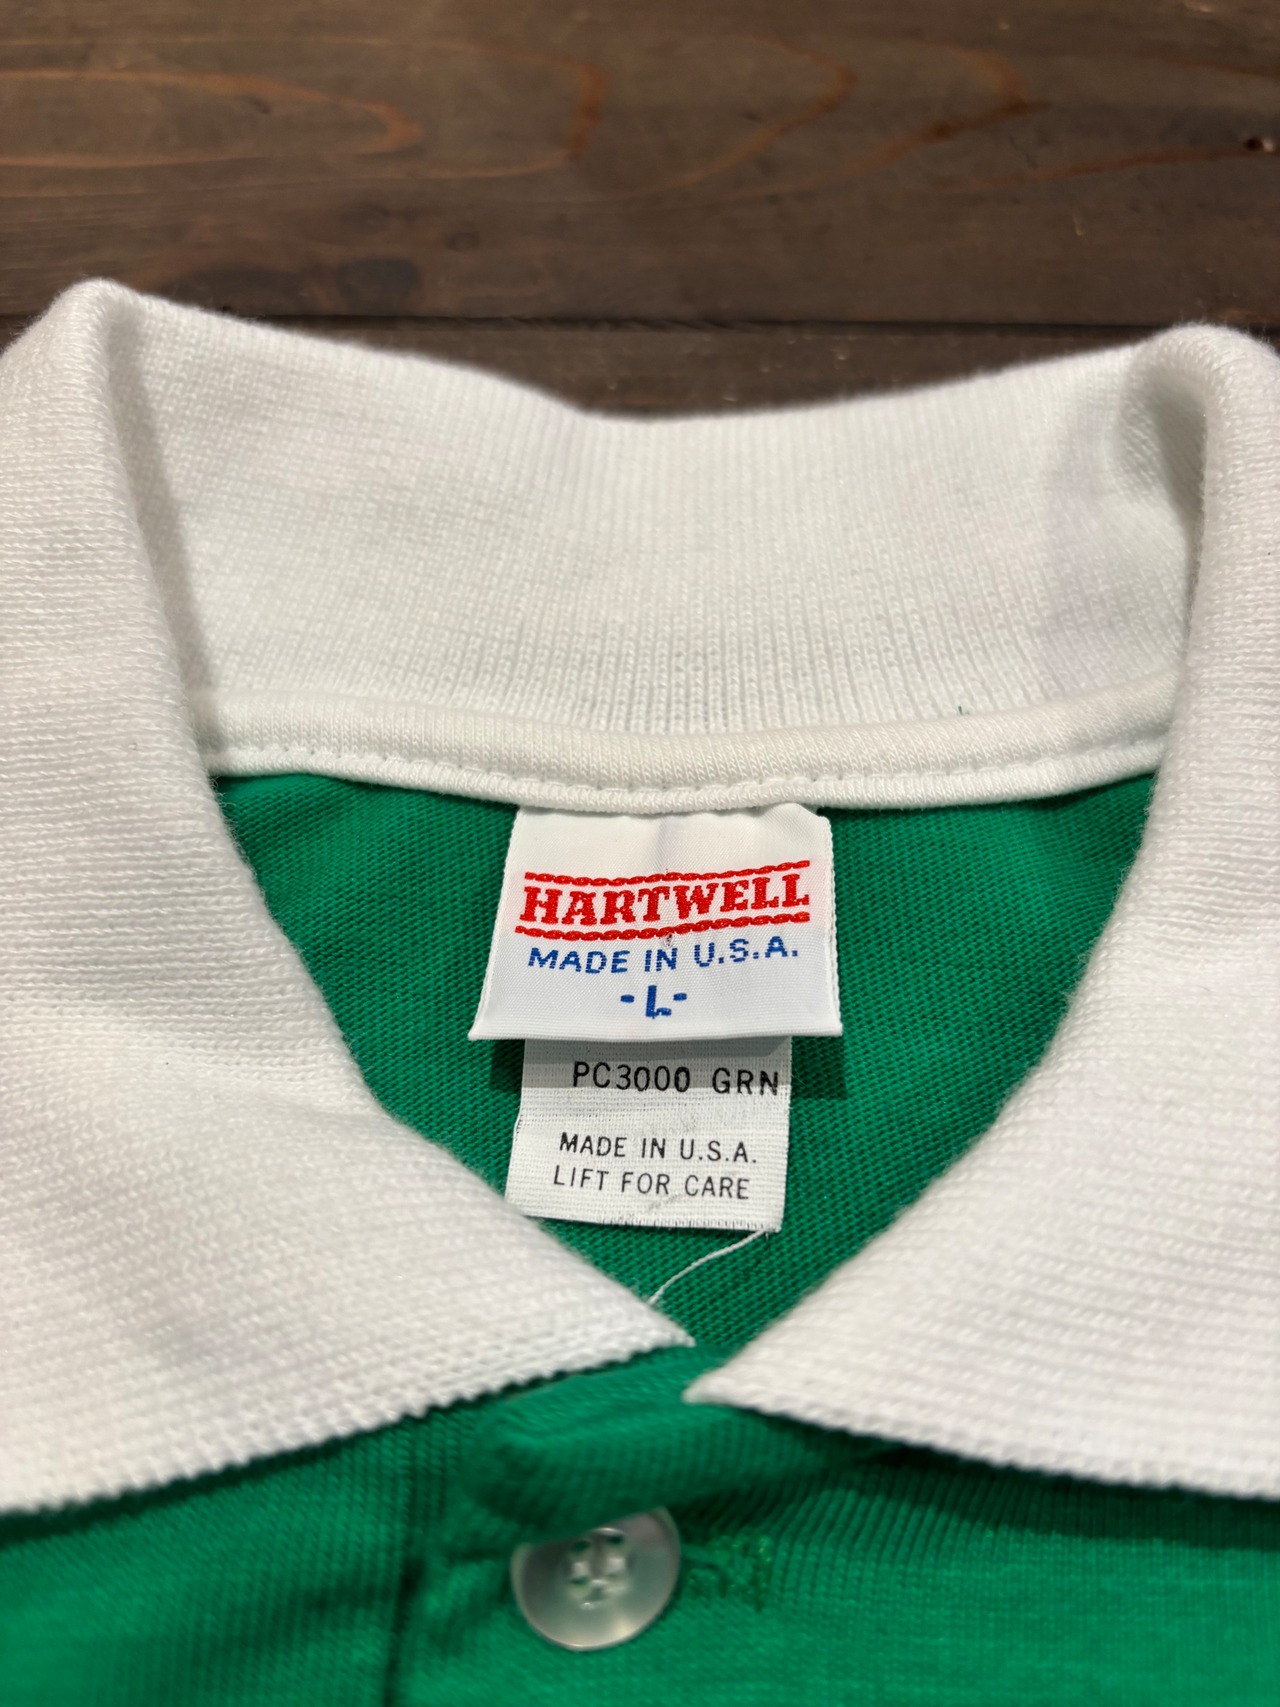 HARTWELL
MADE IN U.S.A.
-L-
PC3000 GRN
MADE IN U.S.A.
LIFT FOR CARE